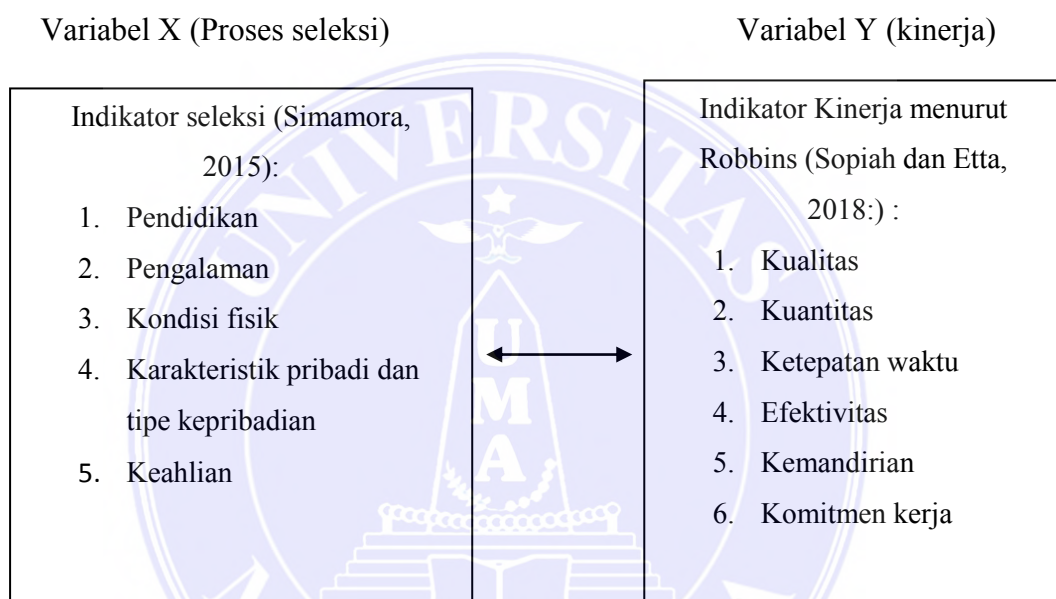 Variabel X (Proses seleksi)
Variabel Y (kinerja)
Indikator seleksi (Simamora,
2015):
1. Pendidikan
2. Pengalaman
3. Kondisi fisik
4. Karakteristik pribadi dan
tipe kepribadian
5. Keahlian
Indikator Kinerja menurut
Robbins (Sopiah dan Etta,
2018:) :
1. Kualitas
2. Kuantitas
3. Ketepatan waktu
4. Efektivitas
5. Kemandirian
6. Komitmen kerja
UNIVERSITAS
UMA